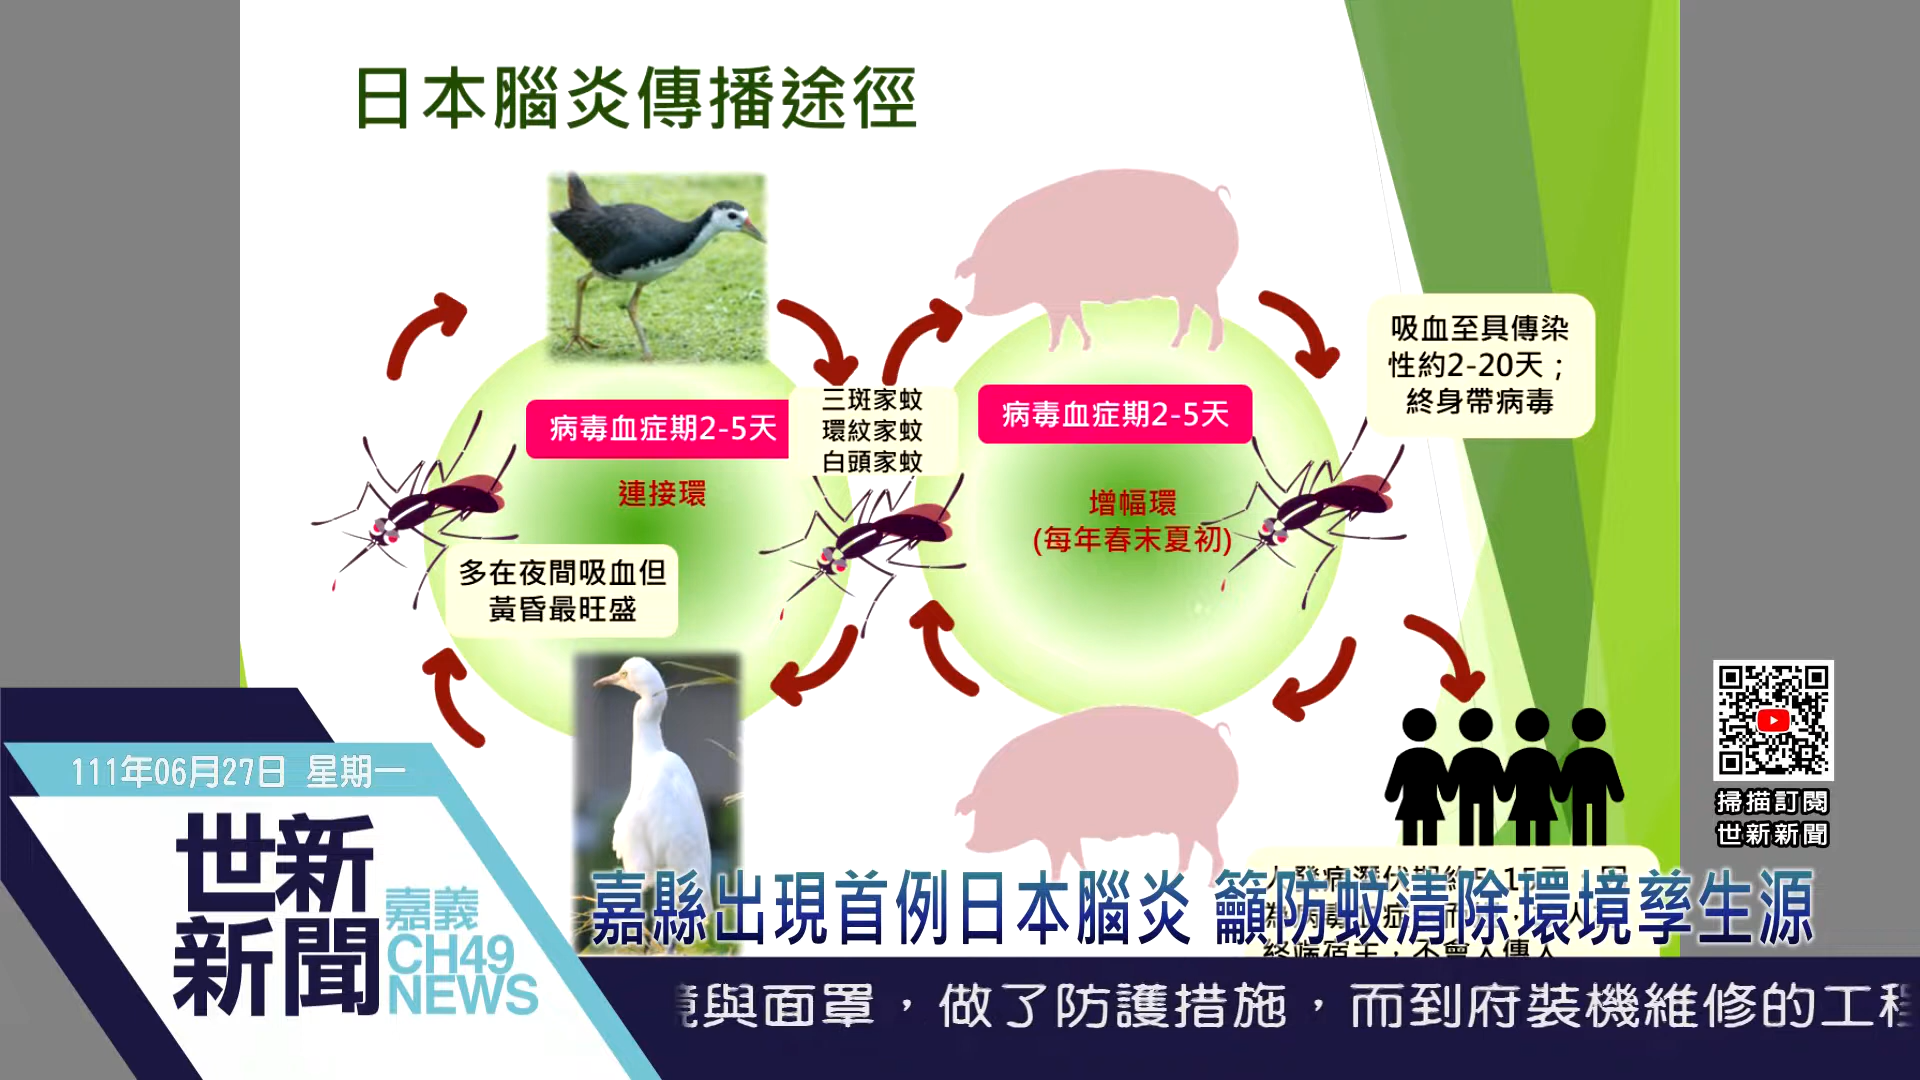 日本腦炎傳播途徑
吸血至具傳染
性約2-20天；
終身帶病毒
病毒血症期2-5天
三斑家蚊
環紋家蚊
白頭家蚊
病毒血症期2-5天
連接環
增幅環
(每年春末夏初)
多在夜間吸血但
黃昏最旺盛
111年06月27日 星期一
世新
新聞
嘉義
CH49
NEWS
掃描訂閱
世新新聞
嘉縣出現首例日本腦炎 籲防蚊清除環境孳生源
與面罩，做了防護措施，而到府裝機維修的工